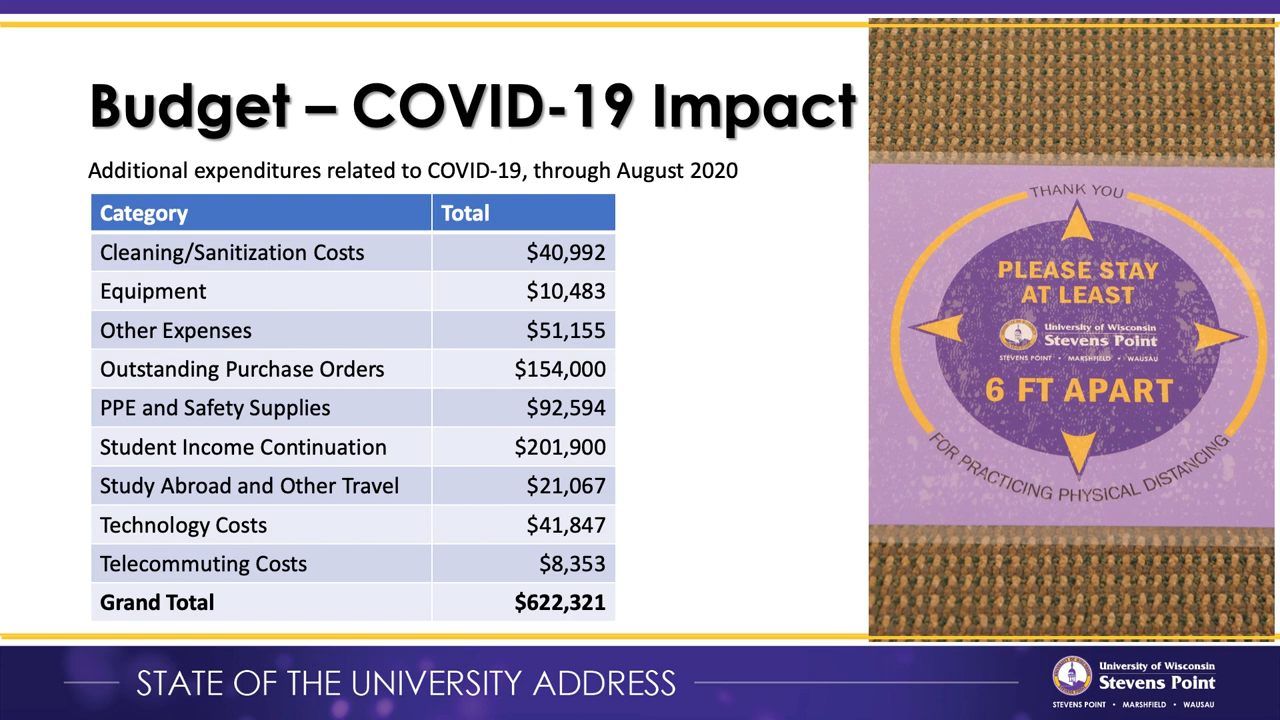 Budget – COVID-19 Impact
Additional expenditures related to COVID-19, through August 2020
Category Total
Cleaning/Sanitization Costs $40,992
Equipment $10,483
Other Expenses $51,155
Outstanding Purchase Orders $154,000
PPE and Safety Supplies $92,594
Student Income Continuation $201,900
Study Abroad and Other Travel $21,067
Technology Costs $41,847
Telecommuting Costs $8,353
Grand Total $622,321
THANK YOU
PLEASE STAY
AT LEAST
University of Wisconsin
Stevens Point
STEVENS POINT • MARSHFIELD • WAUSAU
6 FT APART
FOR PRACTICING PHYSICAL DISTANCING
STATE OF THE UNIVERSITY ADDRESS
University of Wisconsin
Stevens Point
STEVENS POINT • MARSHFIELD • WAUSAU